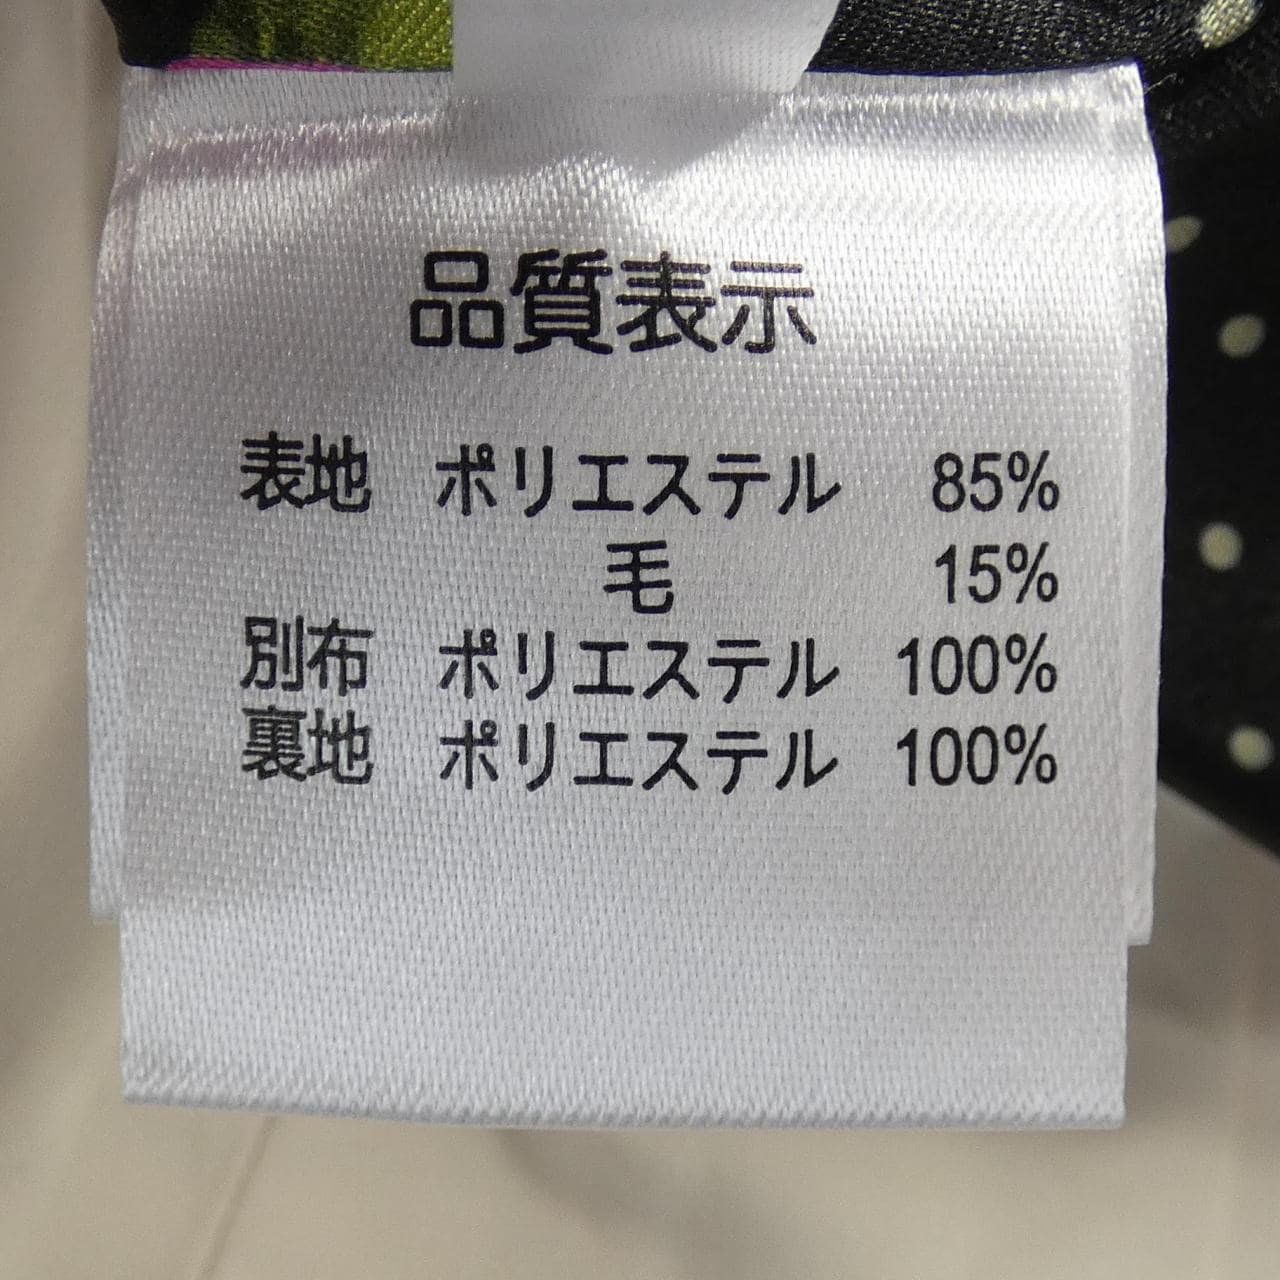 品質表示
表地 ポリエステル 85%
毛 15%
別布 ポリエステル 100%
裏地 ポリエステル 100%